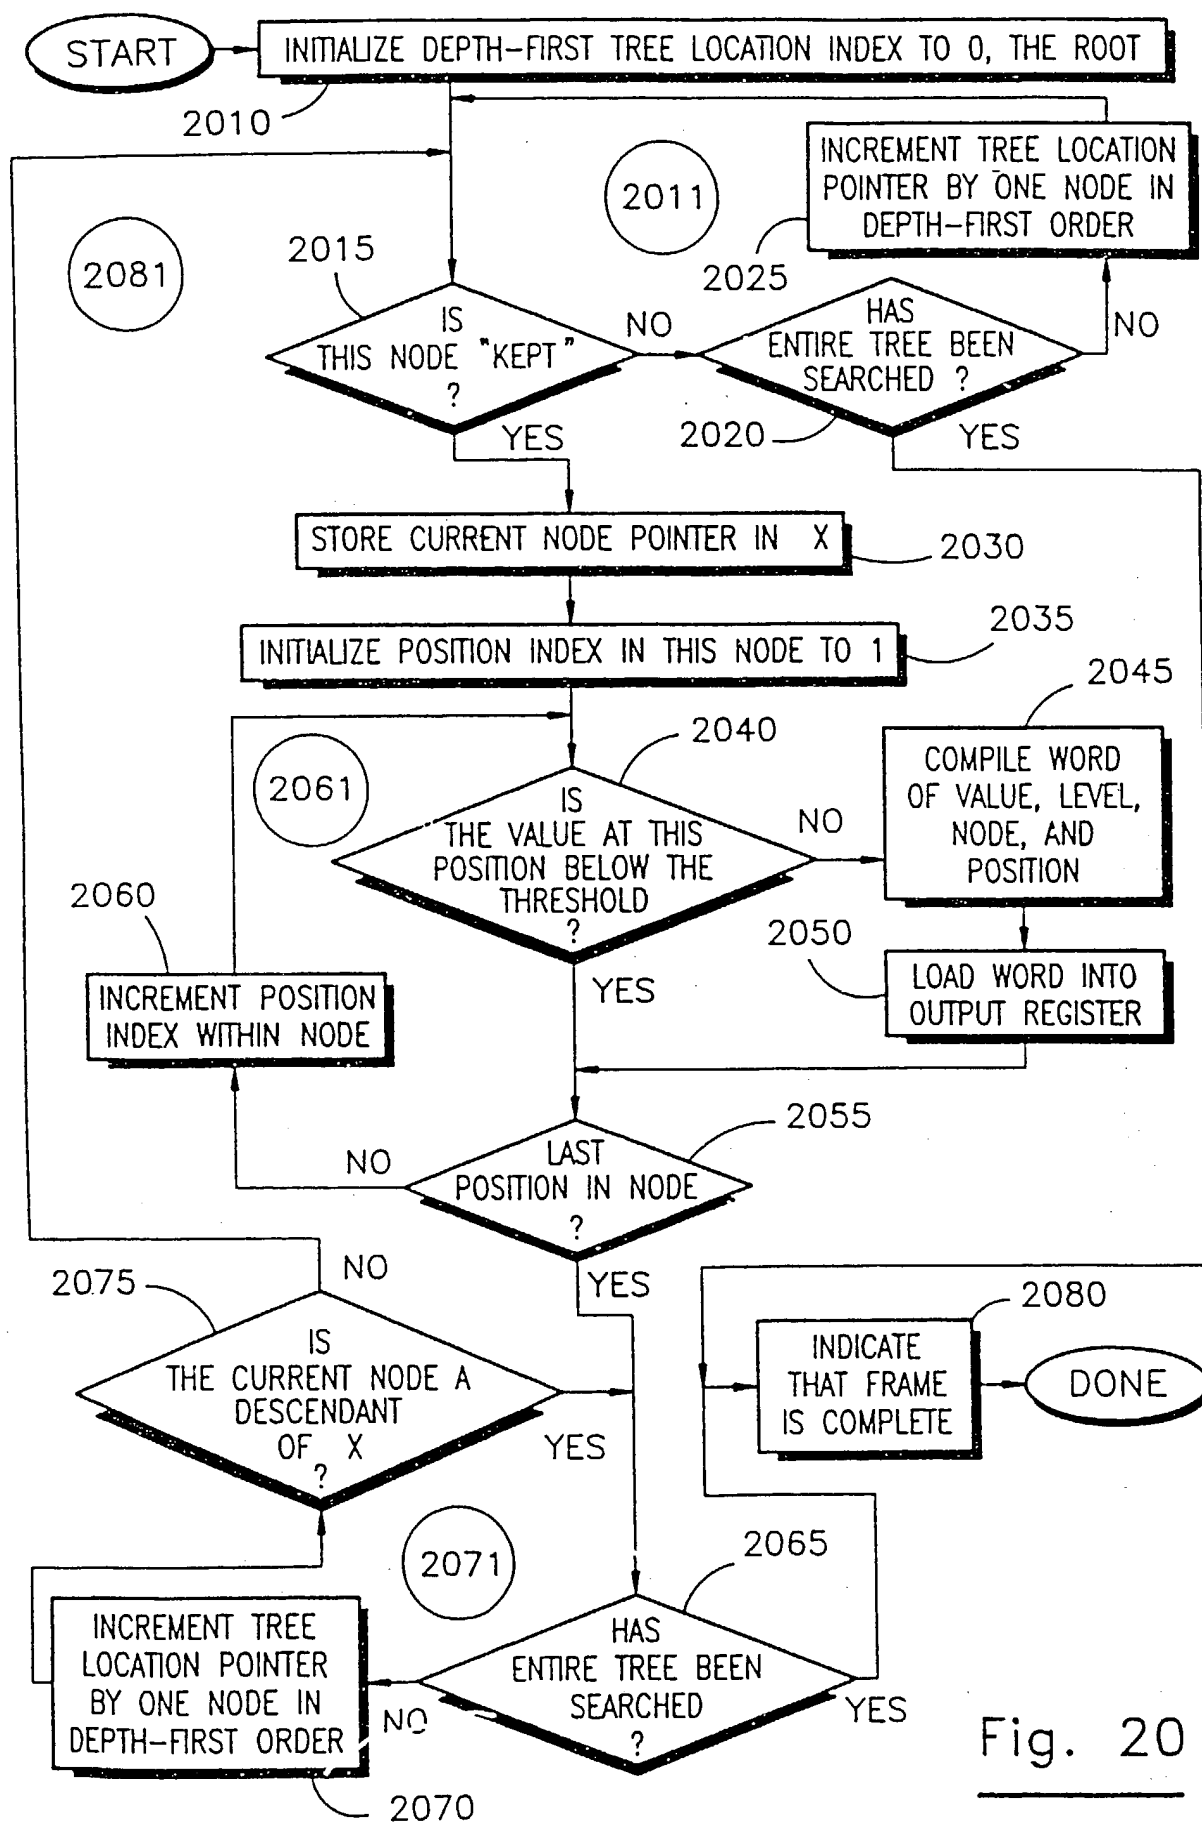 START
INITIALIZE DEPTH-FIRST TREE LOCATION INDEX TO 0, THE ROOT
2010
INCREMENT TREE LOCATION
POINTER BY ONE NODE IN
DEPTH-FIRST ORDER
2011
2025
2081
2015
IS
THIS NODE "KEPT"
?
NO
HAS
ENTIRE TREE BEEN
SEARCHED ?
NO
2020
YES
YES
STORE CURRENT NODE POINTER IN X
2030
INITIALIZE POSITION INDEX IN THIS NODE TO 1
2035
2045
2040
2061
IS
THE VALUE AT THIS
POSITION BELOW THE
THRESHOLD
?
NO
COMPILE WORD
OF VALUE, LEVEL,
NODE, AND
POSITION
2060
2050
YES
INCREMENT POSITION
INDEX WITHIN NODE
LOAD WORD INTO
OUTPUT REGISTER
2055
NO
LAST
POSITION IN NODE
?
YES
NO
2075
IS
THE CURRENT NODE A
DESCENDANT
OF X
?
YES
2080
INDICATE
THAT FRAME
IS COMPLETE
DONE
2071
2065
INCREMENT TREE
LOCATION POINTER
BY ONE NODE IN
DEPTH-FIRST ORDER
NO
HAS
ENTIRE TREE BEEN
SEARCHED
?
YES
2070
Fig. 20